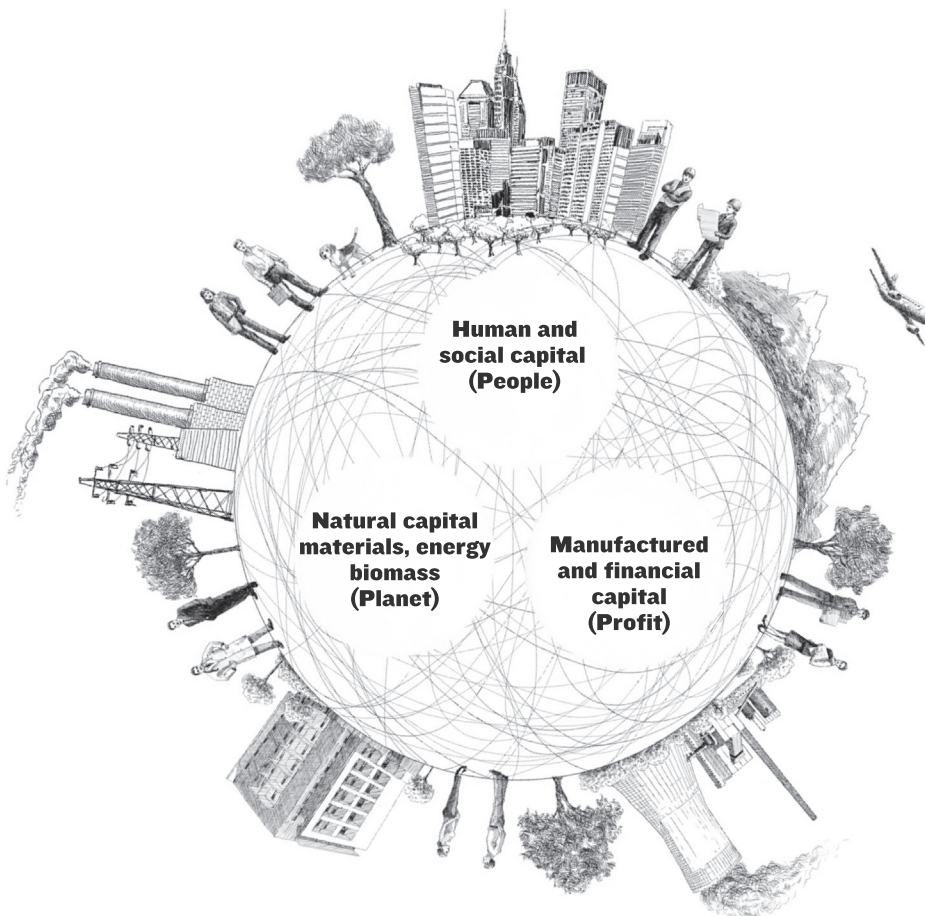 Human and
social capital
(People)
Natural capital
materials, energy
biomass
(Planet)
Manufactured
and financial
capital
(Profit)